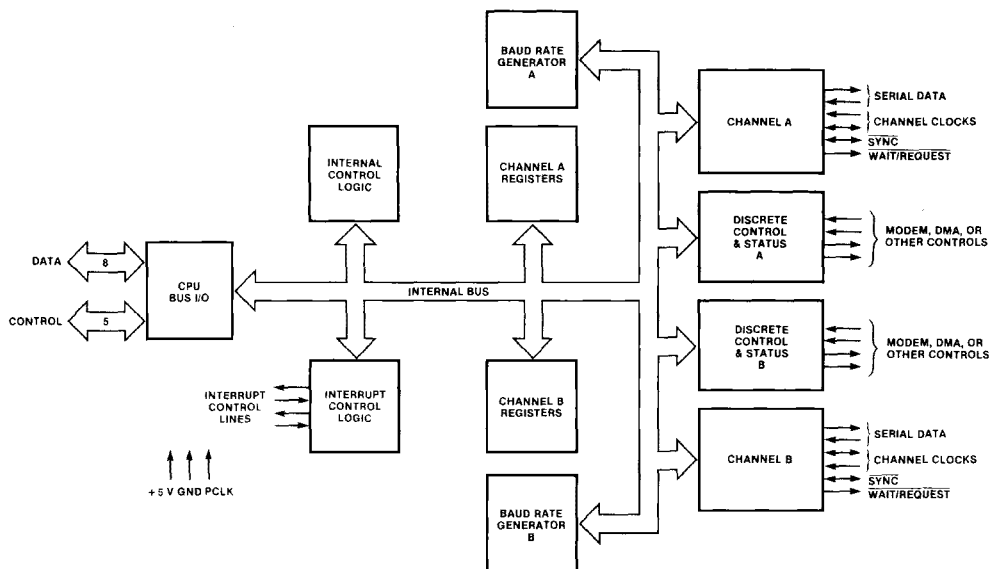 BAUD RATE
GENERATOR
A
CHANNEL A
SERIAL DATA
CHANNEL CLOCKS
SYNC
WAIT/REQUEST
INTERNAL
CONTROL
LOGIC
CHANNEL A
REGISTERS
DISCRETE
CONTROL
& STATUS
A
MODEM, DMA, OR
OTHER CONTROLS
DATA
8
CPU
BUS I/O
CONTROL
5
INTERNAL BUS
DISCRETE
CONTROL
& STATUS
B
MODEM, DMA, OR
OTHER CONTROLS
INTERRUPT
CONTROL
LINES
INTERRUPT
CONTROL
LOGIC
CHANNEL B
REGISTERS
CHANNEL B
SERIAL DATA
CHANNEL CLOCKS
SYNC
WAIT/REQUEST
+5 V GND PCLK
BAUD RATE
GENERATOR
B